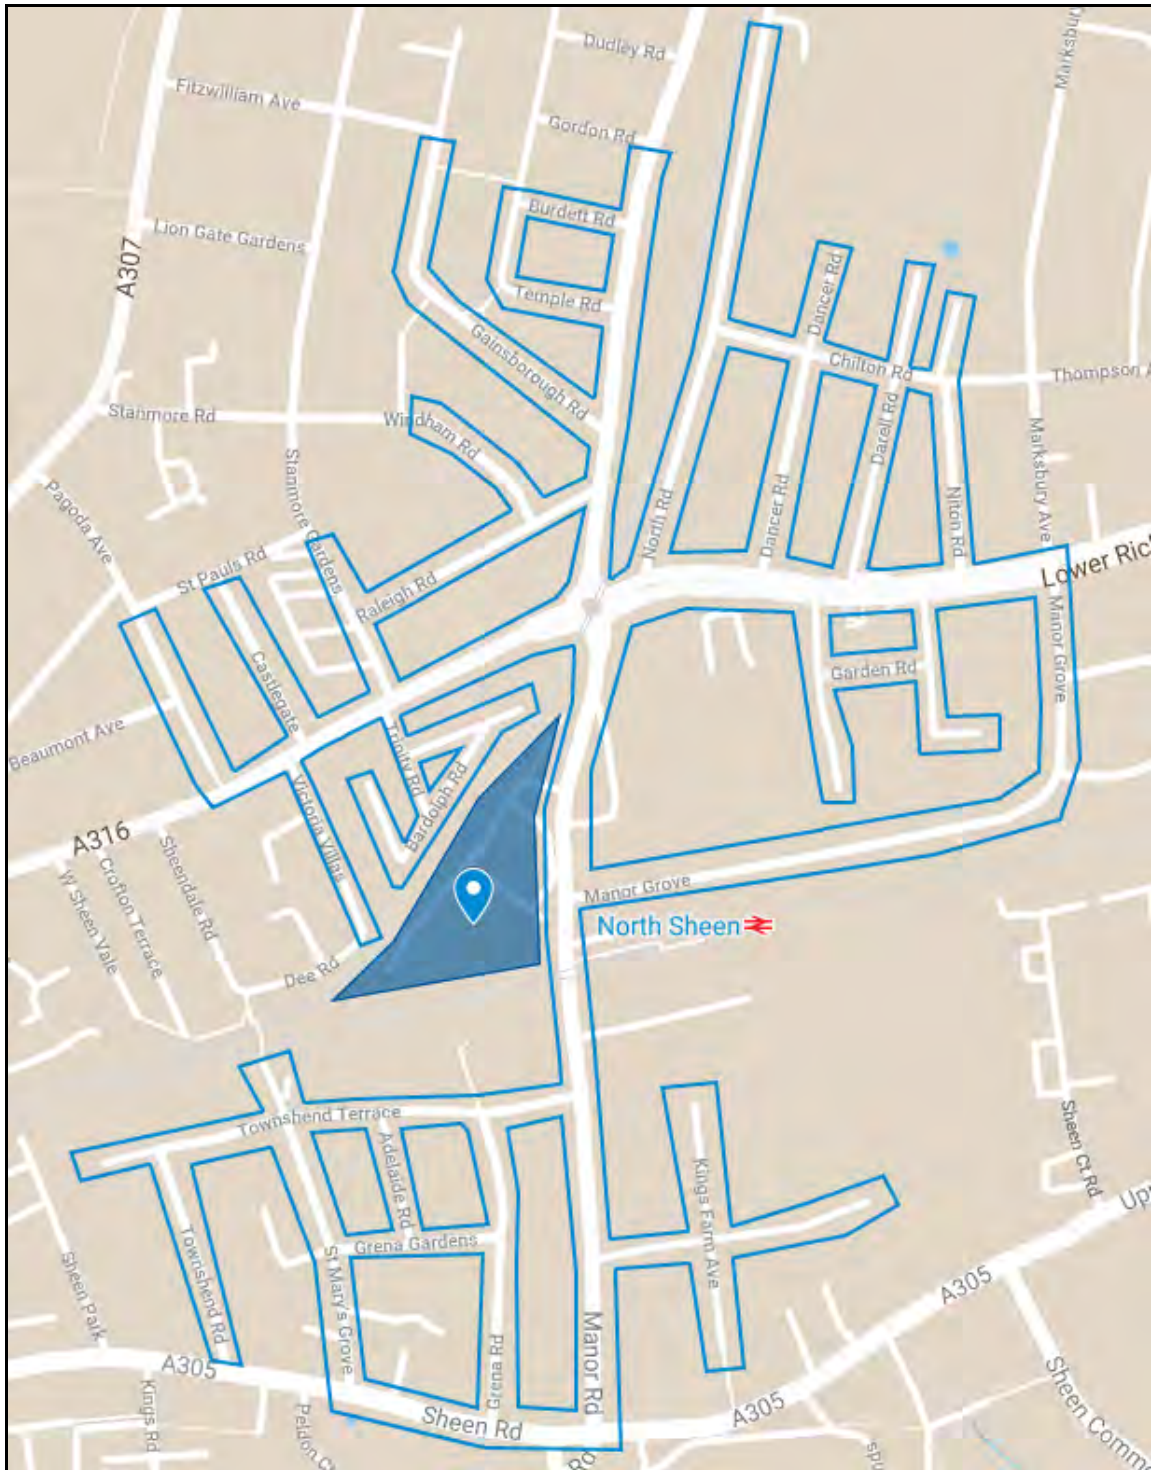 Dudley Rd
Marksbury
Fitzwilliam Ave
Gordon Rd
Burdett Rd
Lion Gate Gardens
A307
Dancer Rd
Temple Rd
Gainsborough Rd
Chilton Rd
Thompson A
Stanmore Rd
Windham Rd
Darell Rd
Marksbury Ave
Stanmore Gardens
Pagoda Ave
North Rd
Dancer Rd
Niton Rd
St Pauls Rd
Raleigh Rd
Lower Ric
Manor Grove
Castlegate
Garden Rd
Beaumont Ave
Trinity Rd
Bardolph Rd
Victoria Villas
A316
Sheendale Rd
Crofton Terrace
W Sheen Vale
Manor Grove
North Sheen
Dee Rd
Townshend Terrace
Adelaide Rd
Sheen Ct Rd
Kings Farm Ave
Up
Townshend Rd
Grena Gardens
St Mary's Grove
Sheen Park
A305
Manor Rd
Grena Rd
A305
Kings Rd
Peldon C
Sheen Rd
A305
Sheen Comm
Rd